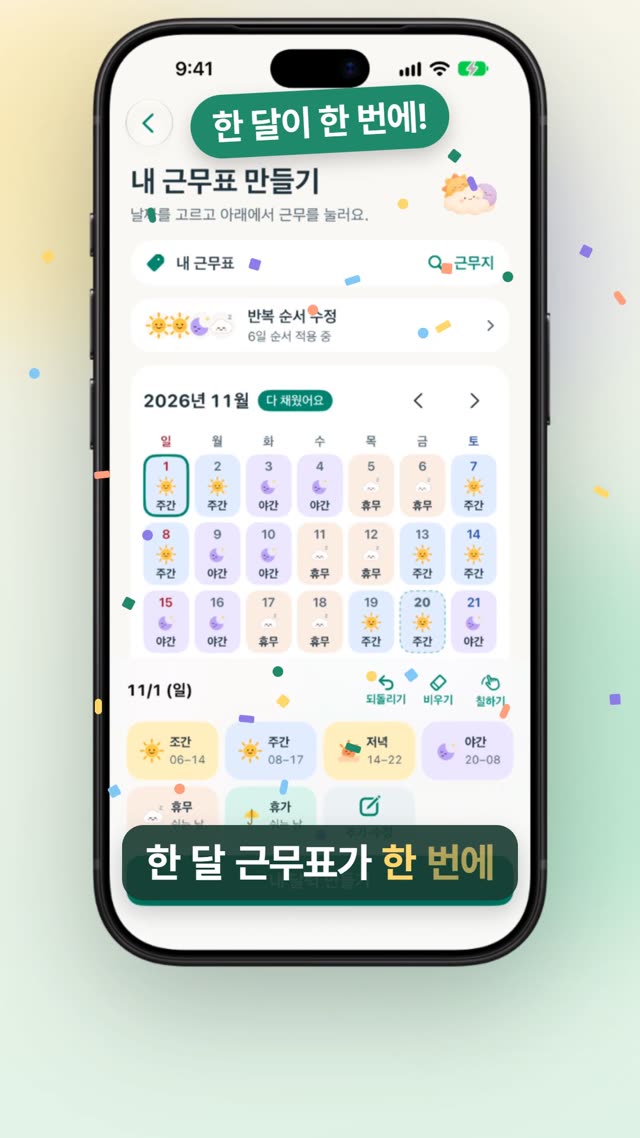 9:41
한 달이 한 번에!
내 근무표 만들기
날짜를 고르고 아래에서 근무를 눌러요.
내 근무표 근무지
반복 순서 수정
6일 순서 적용 중
2026년 11월 다 채웠어요
일 월 화 수 목 금 토
1 2 3 4 5 6 7
주간 주간 야간 야간 휴무 휴무 주간
8 9 10 11 12 13 14
주간 야간 야간 휴무 휴무 주간 주간
15 16 17 18 19 20 21
야간 야간 휴무 휴무 주간 주간 야간
11/1 (일)
되돌리기 비우기 칠하기
조간 주간 저녁 야간
06–14 08–17 14–22 20–08
휴무 휴가
한 달 근무표가 한 번에